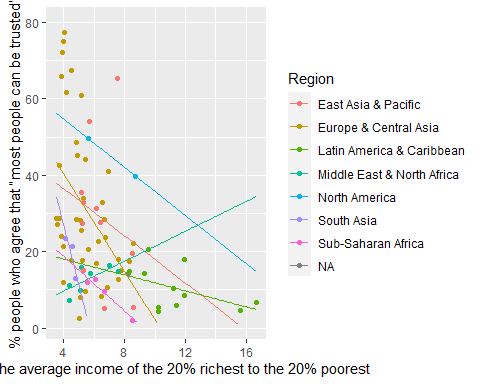 80
60
40
20
0
4
8
12
16
% people who agree that "most people can be trusted"
he average income of the 20% richest to the 20% poorest
Region
East Asia & Pacific
Europe & Central Asia
Latin America & Caribbean
Middle East & North Africa
North America
South Asia
Sub-Saharan Africa
NA